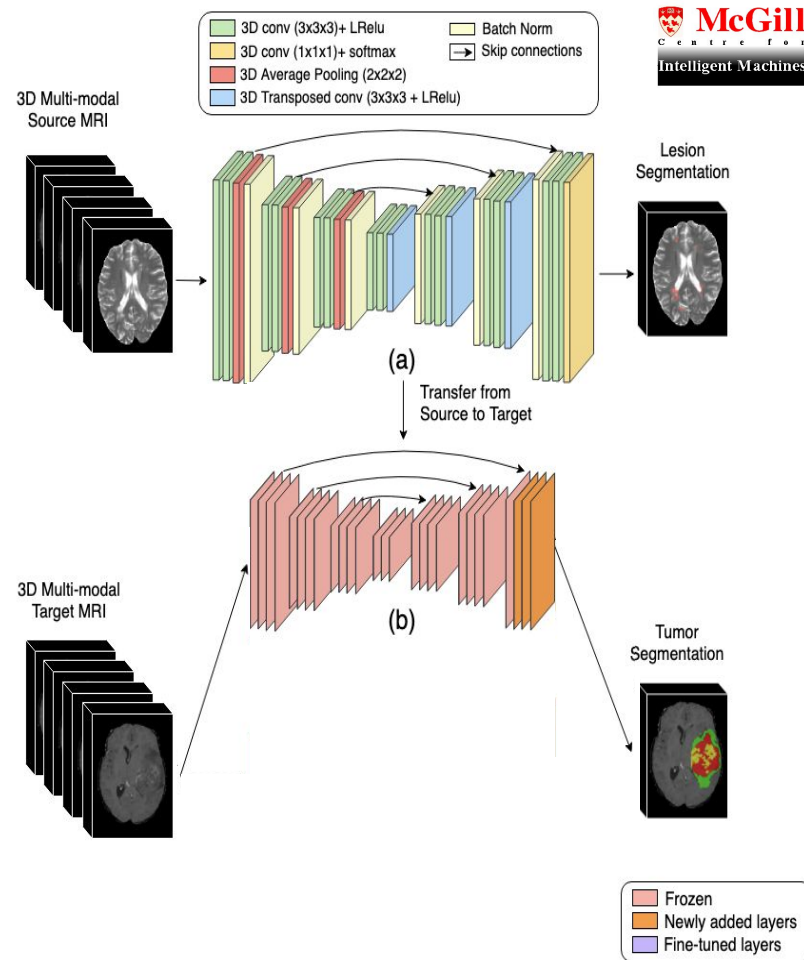 3D conv (3x3x3)+ LRelu
3D conv (1x1x1)+ softmax
3D Average Pooling (2x2x2)
3D Transposed conv (3x3x3 + LRelu)
Batch Norm
Skip connections
McGill
Centre for
Intelligent Machines
3D Multi-modal
Source MRI
Lesion
Segmentation
(a)
Transfer from
Source to Target
(b)
3D Multi-modal
Target MRI
Tumor
Segmentation
Frozen
Newly added layers
Fine-tuned layers